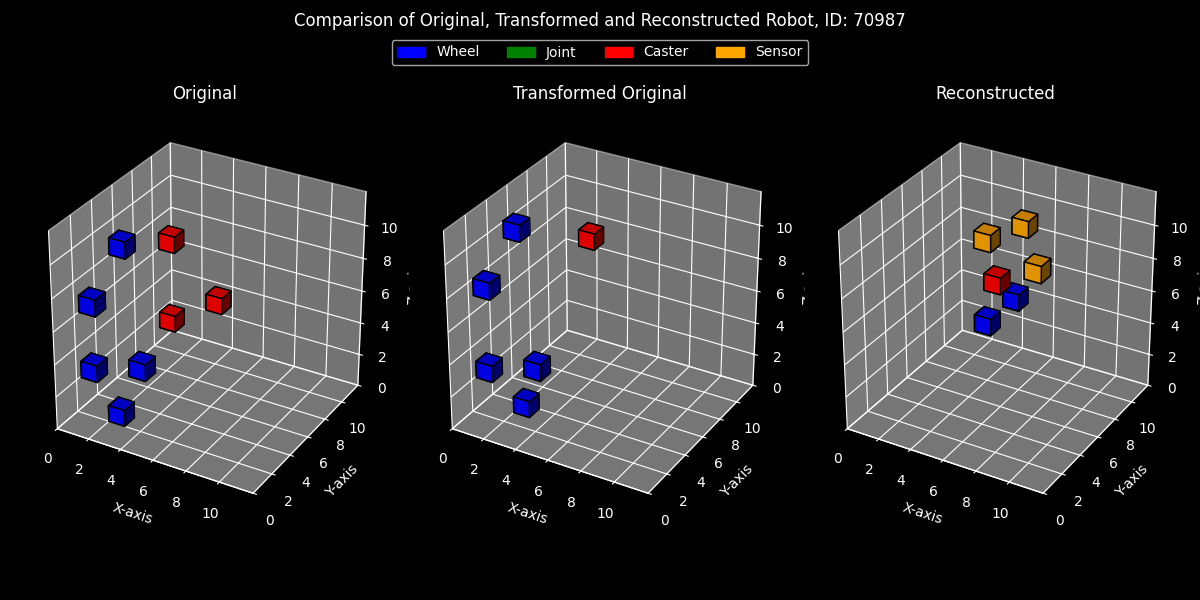 Comparison of Original, Transformed and Reconstructed Robot, ID: 70987
Wheel Joint Caster Sensor
Original
Transformed Original
Reconstructed
0 2 4 6 8 10
X-axis
0 2 4 6 8 10
Y-axis
0 2 4 6 8 10
0 2 4 6 8 10
X-axis
0 2 4 6 8 10
Y-axis
0 2 4 6 8 10
0 2 4 6 8 10
X-axis
0 2 4 6 8 10
Y-axis
0 2 4 6 8 10